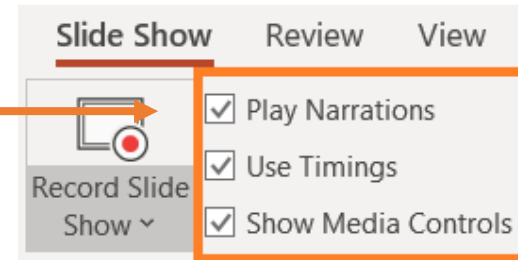 Slide Show Review View
Record Slide
Show
Play Narrations
Use Timings
Show Media Controls